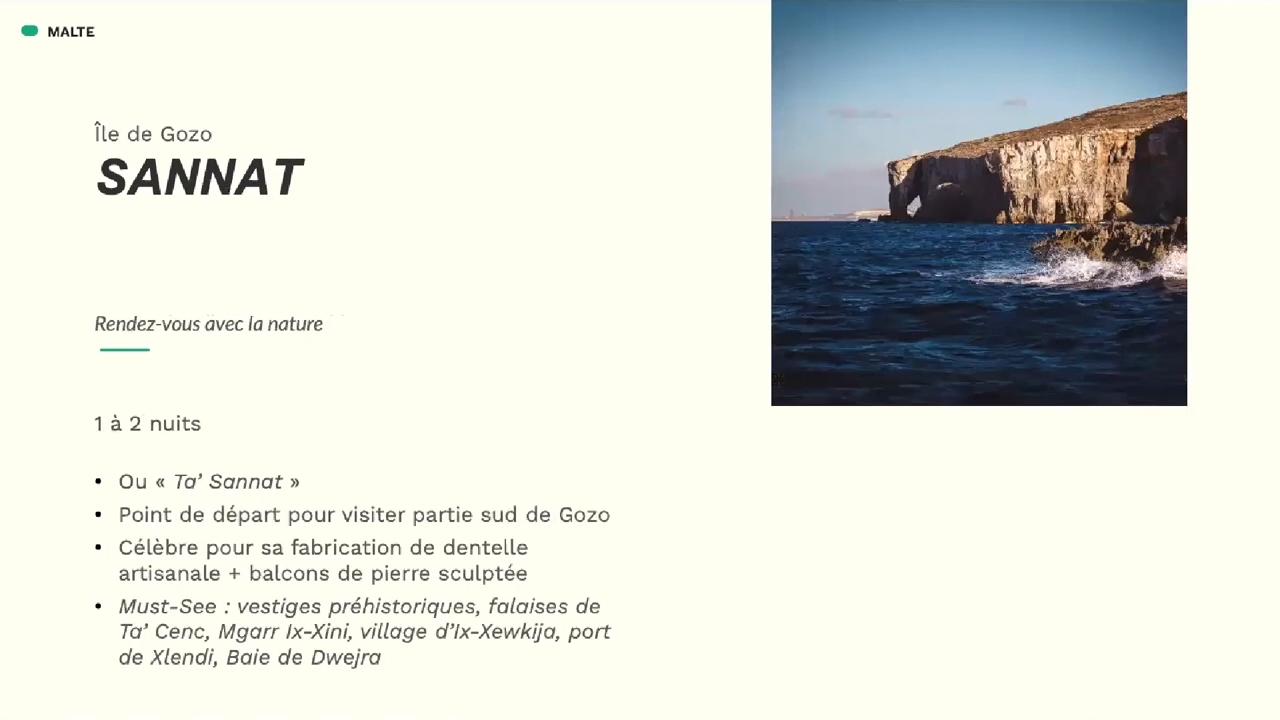 MALTE
Île de Gozo
SANNAT
Rendez-vous avec la nature
1 à 2 nuits
• Ou « Ta’ Sannat »
• Point de départ pour visiter partie sud de Gozo
• Célèbre pour sa fabrication de dentelle
artisanale + balcons de pierre sculptée
• Must-See : vestiges préhistoriques, falaises de
Ta’ Cenc, Mgarr Ix-Xini, village d’Ix-Xewkija, port
de Xlendi, Baie de Dwejra